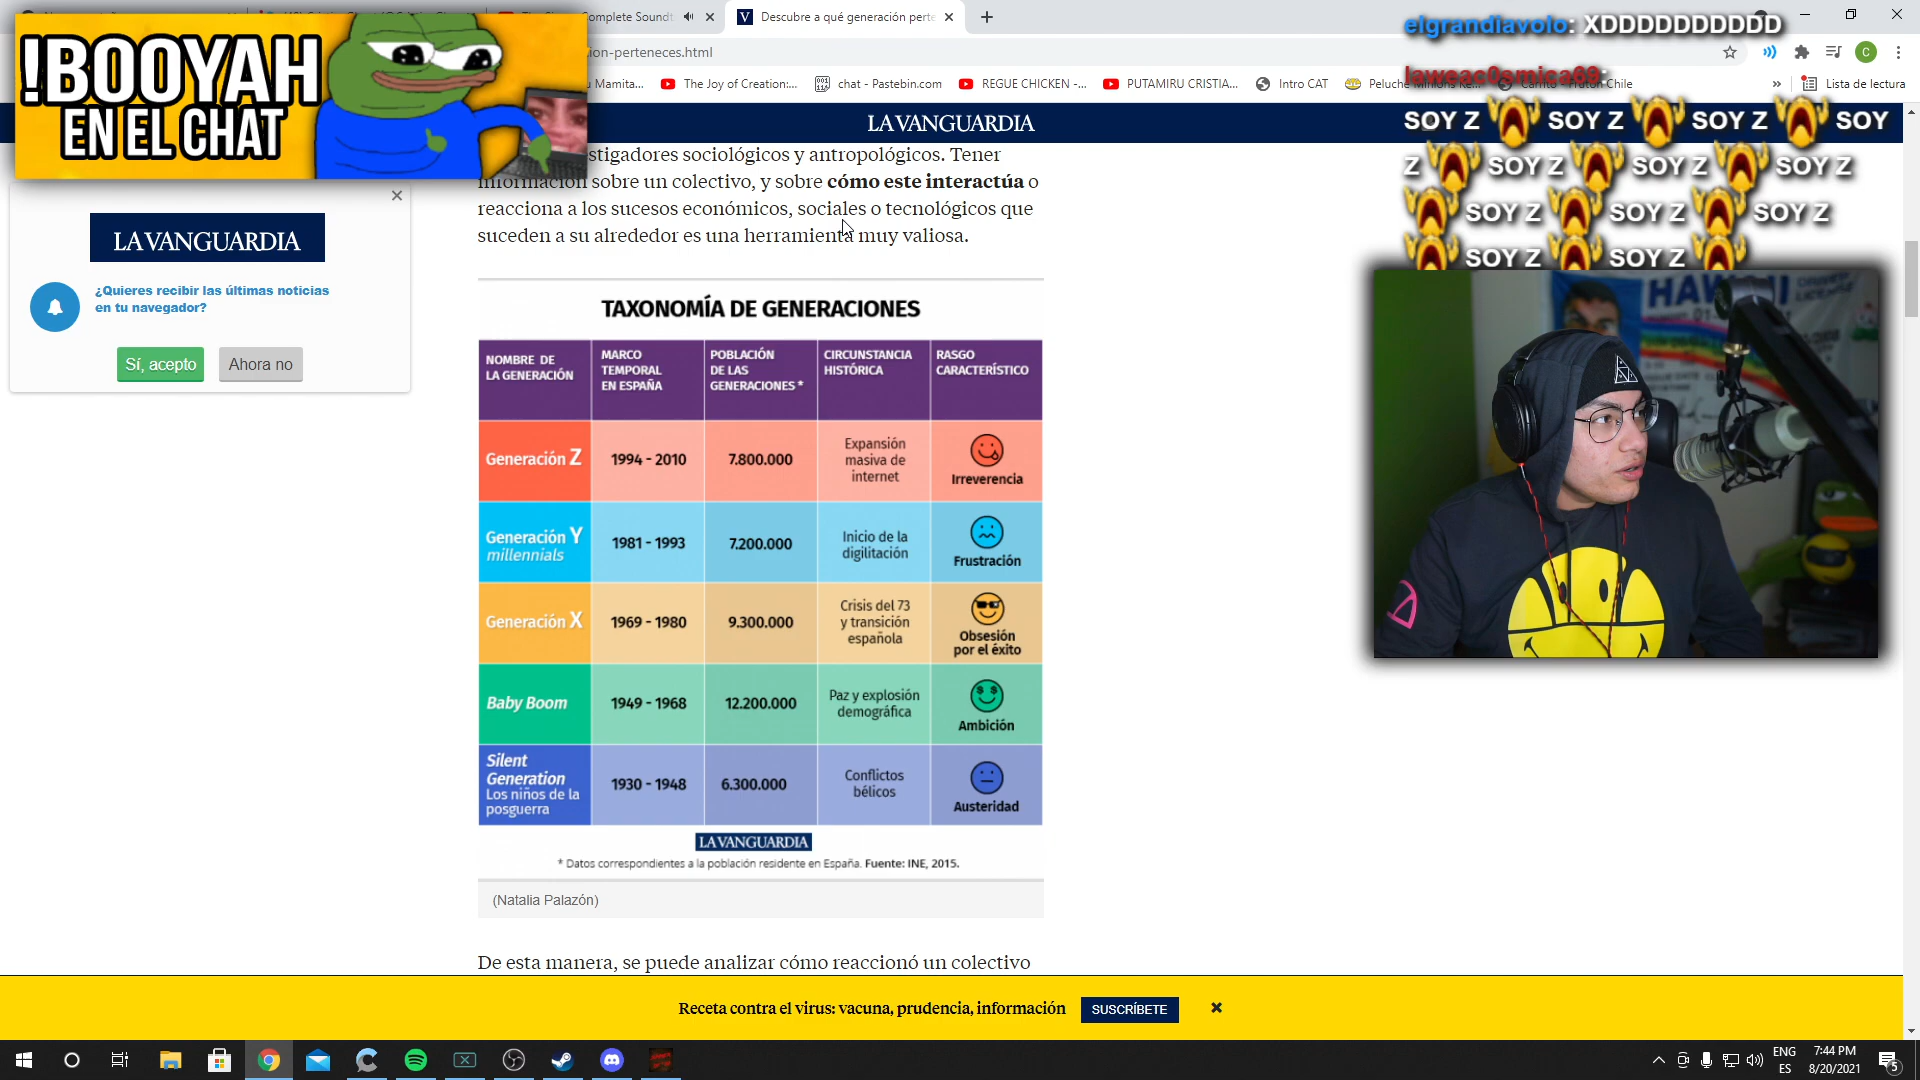 Complete Soundt
Descubre a qué generación perte
ion-perteneces.html
!BOOYAH
EN EL CHAT
u Mamita...
The Joy of Creation:...
chat - Pastebin.com
REGUE CHICKEN -...
PUTAMIRU CRISTIA...
Intro CAT
Lista de lectura
elgrandiavolo: XDDDDDDDDDD
laweac0smica69:
SOY Z SOY Z SOY Z SOY
Z SOY Z SOY Z SOY Z
SOY Z SOY Z SOY Z
SOY Z SOY Z
LA VANGUARDIA
stigadores sociológicos y antropológicos. Tener
información sobre un colectivo, y sobre cómo este interactúa o
reacciona a los sucesos económicos, sociales o tecnológicos que
suceden a su alrededor es una herramienta muy valiosa.
LA VANGUARDIA
¿Quieres recibir las últimas noticias
en tu navegador?
Sí, acepto
Ahora no
TAXONOMÍA DE GENERACIONES
NOMBRE DE
LA GENERACIÓN
MARCO
TEMPORAL
EN ESPAÑA
POBLACIÓN
DE LAS
GENERACIONES *
CIRCUNSTANCIA
HISTÓRICA
RASGO
CARACTERÍSTICO
Generación Z
1994 - 2010
7.800.000
Expansión
masiva de
internet
Irreverencia
Generación Y
millennials
1981 - 1993
7.200.000
Inicio de la
digilitación
Frustración
Generación X
1969 - 1980
9.300.000
Crisis del 73
y transición
española
Obsesión
por el éxito
Baby Boom
1949 - 1968
12.200.000
Paz y explosión
demográfica
Ambición
Silent
Generation
Los niños de la
posguerra
1930 - 1948
6.300.000
Conflictos
bélicos
Austeridad
LA VANGUARDIA
* Datos correspondientes a la población residente en España. Fuente: INE, 2015.
(Natalia Palazón)
De esta manera, se puede analizar cómo reaccionó un colectivo
Receta contra el virus: vacuna, prudencia, información
SUSCRÍBETE
HAWAII
ENG
ES
7:44 PM
8/20/2021
5